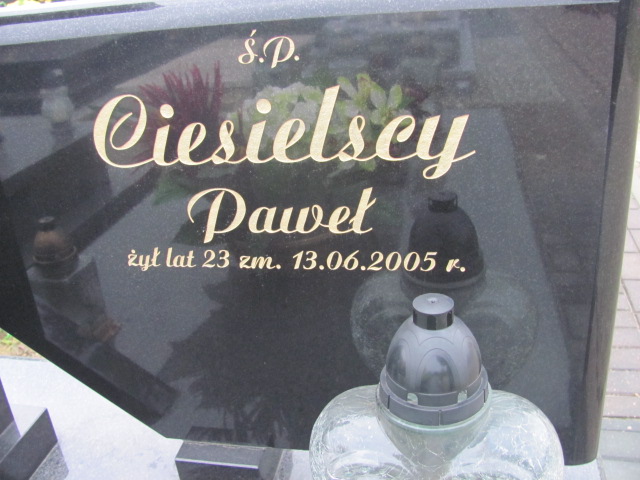 ś.p.
Ciesielscy
Paweł
żył lat 23 zm. 13.06.2005 r.